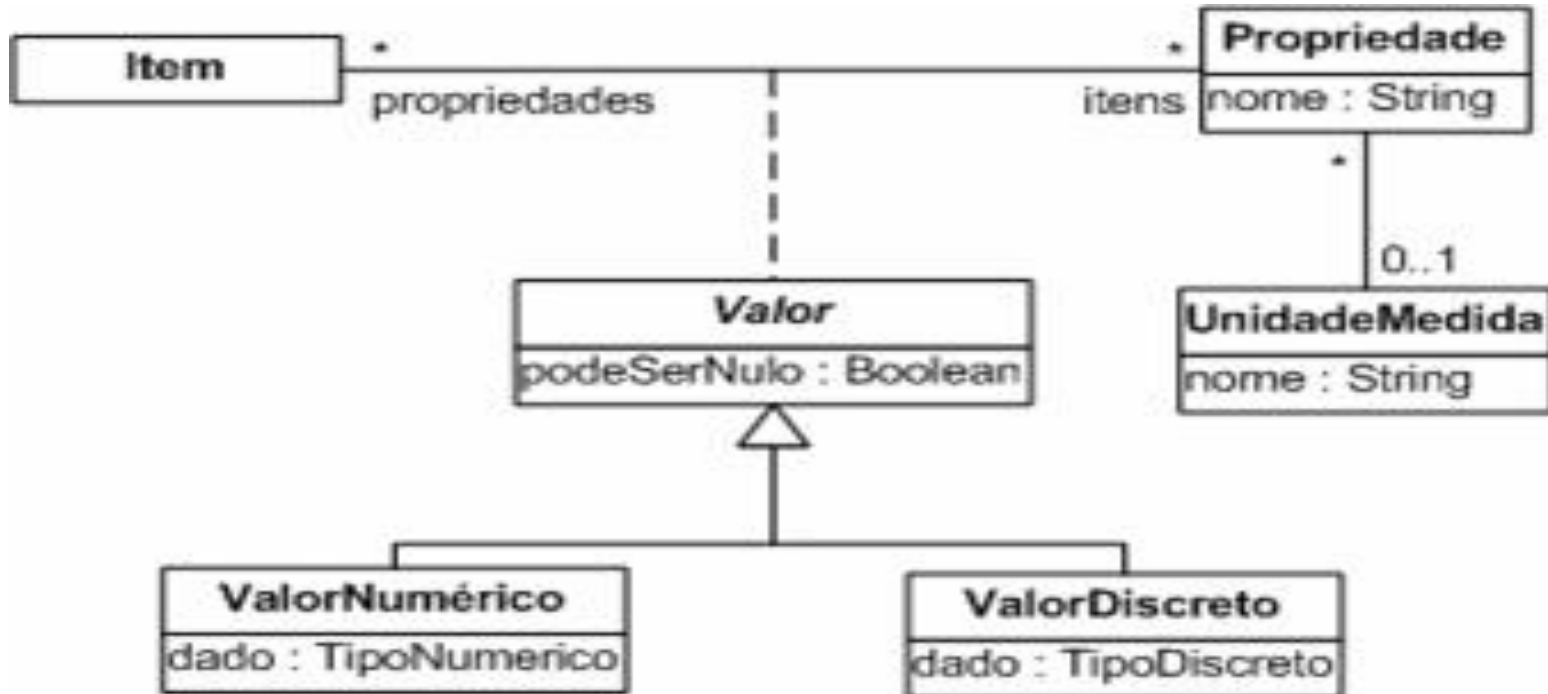 Item
*
propriedades
*
itens
Propriedade
nome : String
*
0..1
UnidadeMedida
nome : String
Valor
podeSerNulo : Boolean
ValorNumérico
dado : TipoNumerico
ValorDiscreto
dado : TipoDiscreto